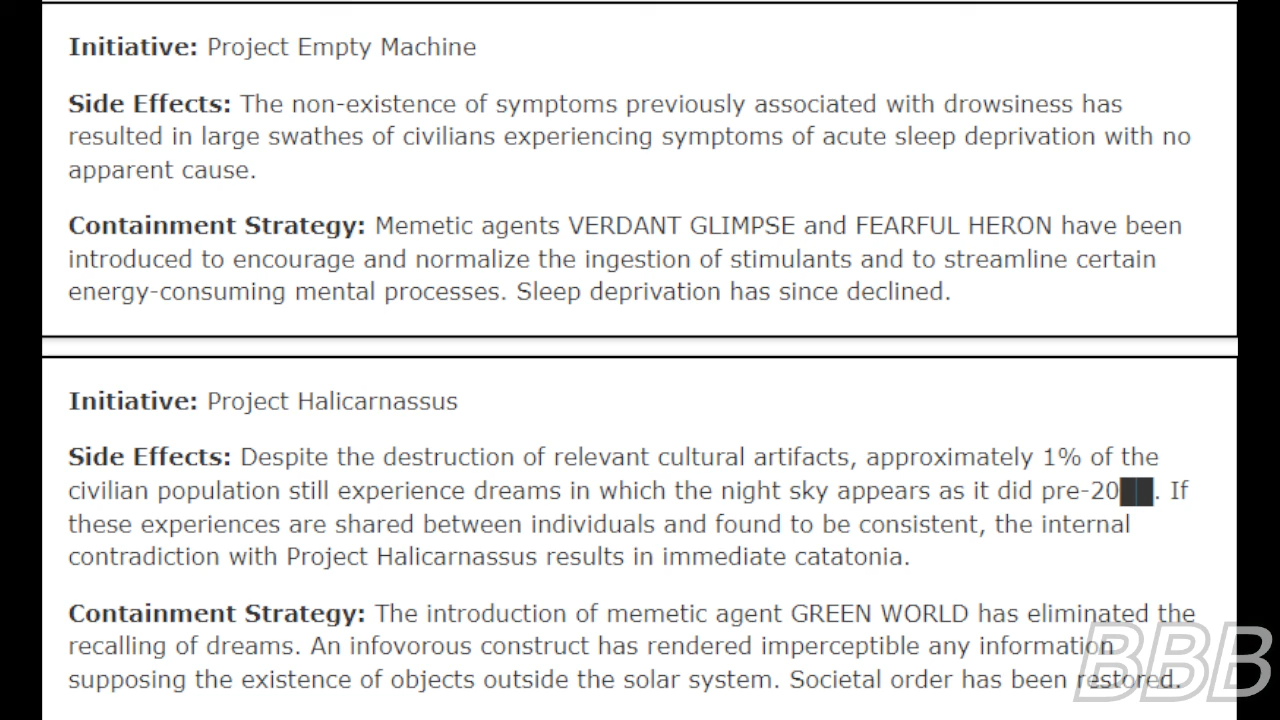 Initiative: Project Empty Machine
Side Effects: The non-existence of symptoms previously associated with drowsiness has
resulted in large swathes of civilians experiencing symptoms of acute sleep deprivation with no
apparent cause.
Containment Strategy: Memetic agents VERDANT GLIMPSE and FEARFUL HERON have been
introduced to encourage and normalize the ingestion of stimulants and to streamline certain
energy-consuming mental processes. Sleep deprivation has since declined.
Initiative: Project Halicarnassus
Side Effects: Despite the destruction of relevant cultural artifacts, approximately 1% of the
civilian population still experience dreams in which the night sky appears as it did pre-20██. If
these experiences are shared between individuals and found to be consistent, the internal
contradiction with Project Halicarnassus results in immediate catatonia.
Containment Strategy: The introduction of memetic agent GREEN WORLD has eliminated the
recalling of dreams. An infovorous construct has rendered imperceptible any information
supposing the existence of objects outside the solar system. Societal order has been restored.
BBB